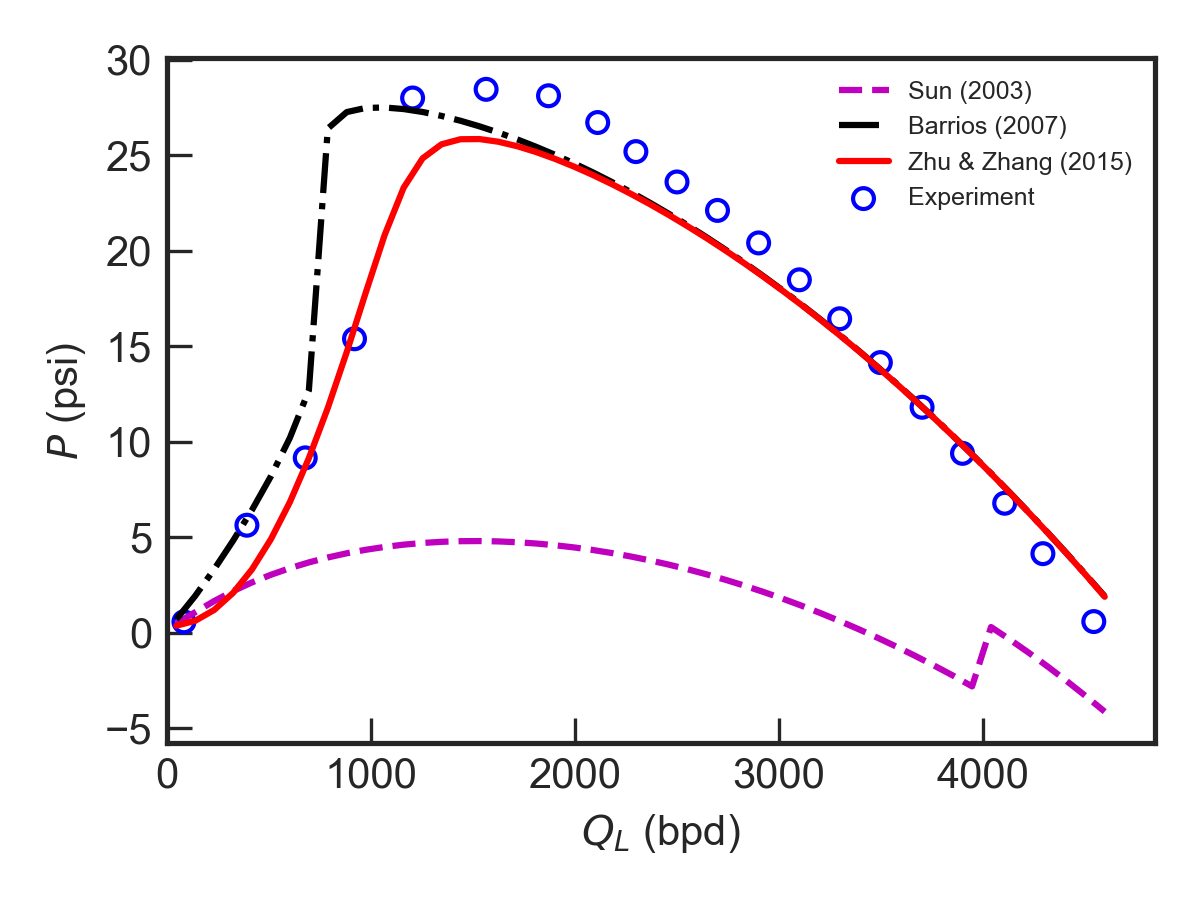 30
25
20
15
10
5
0
−5
P (psi)
0 1000 2000 3000 4000
Q_L (bpd)
Sun (2003)
Barrios (2007)
Zhu & Zhang (2015)
Experiment